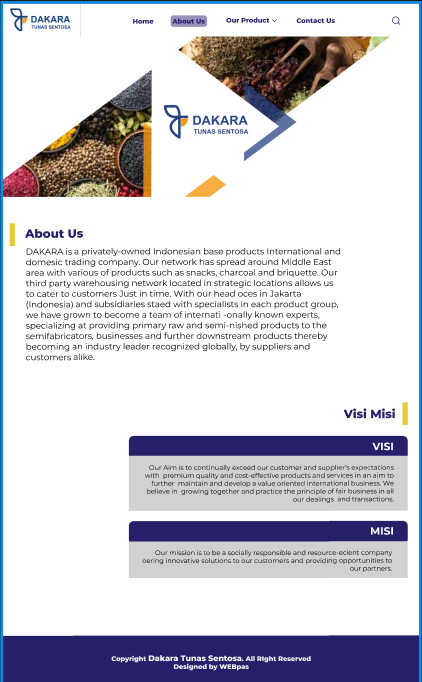 DAKARA
TUNAS SENTOSA
Home
About Us
Our Product
Contact Us
DAKARA
TUNAS SENTOSA
About Us
DAKARA is a privately-owned Indonesian base products International and
domesic trading company. Our network has spread around Middle East
area with various of products such as snacks, charcoal and briquette. Our
third party warehousing network located in strategic locations allows us
to cater to customers Just in time. With our head oces in Jakarta
(Indonesia) and subsidiaries staed with specialists in each product group,
we have grown to become a team of internati -onally known experts,
specializing at providing primary raw and semi-nished products to the
semifabricators, businesses and further downstream products thereby
becoming an industry leader recognized globally, by suppliers and
customers alike.
Visi Misi
VISI
Our Aim is to continually exceed our customer and supplier's expectations
with premium quality and cost-effective products and services in an aim to
further maintain and develop a value oriented international business. We
believe in growing together and practice the principle of fair business in all
our dealings and transactions.
MISI
Our mission is to be a socially responsible and resource-ecient company
oering innovative solutions to our customers and providing opportunities to
our partners.
Copyright Dakara Tunas Sentosa. All Right Reserved
Designed by WEBpas